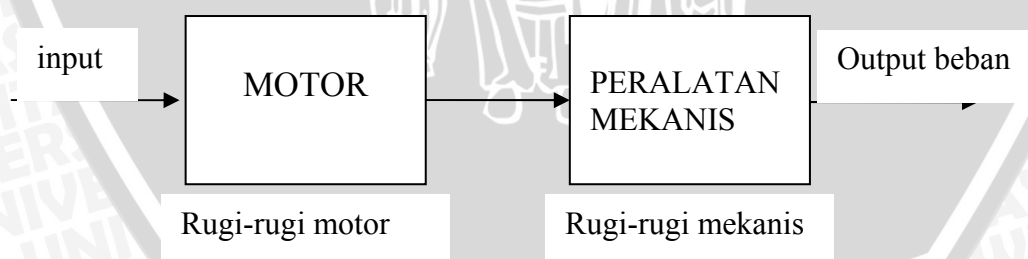 input
MOTOR
PERALATAN
MEKANIS
Output beban
Rugi-rugi motor
Rugi-rugi mekanis